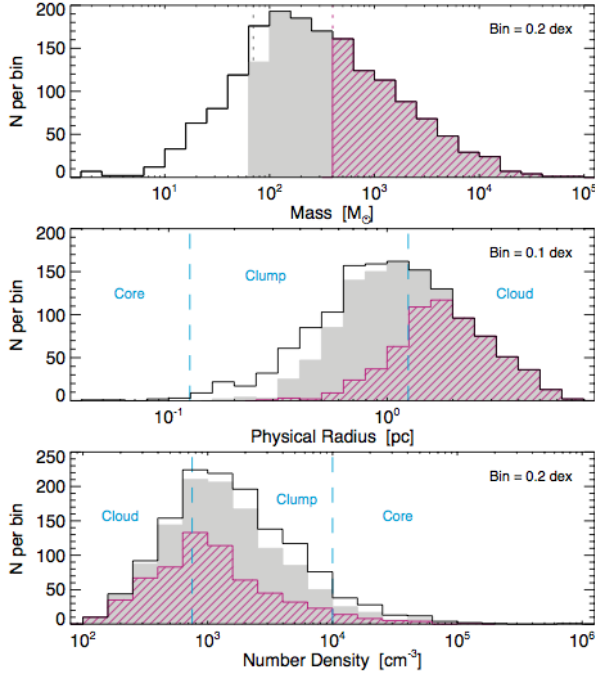 200
150
100
50
0
N per bin
Bin = 0.2 dex
10¹ 10² 10³ 10⁴ 10⁵
Mass [M☉]
200
150
100
50
0
N per bin
Bin = 0.1 dex
Core Clump Cloud
10⁻¹ 10⁰
Physical Radius [pc]
250
200
150
100
50
0
N per bin
Bin = 0.2 dex
Cloud Clump Core
10² 10³ 10⁴ 10⁵ 10⁶
Number Density [cm⁻³]